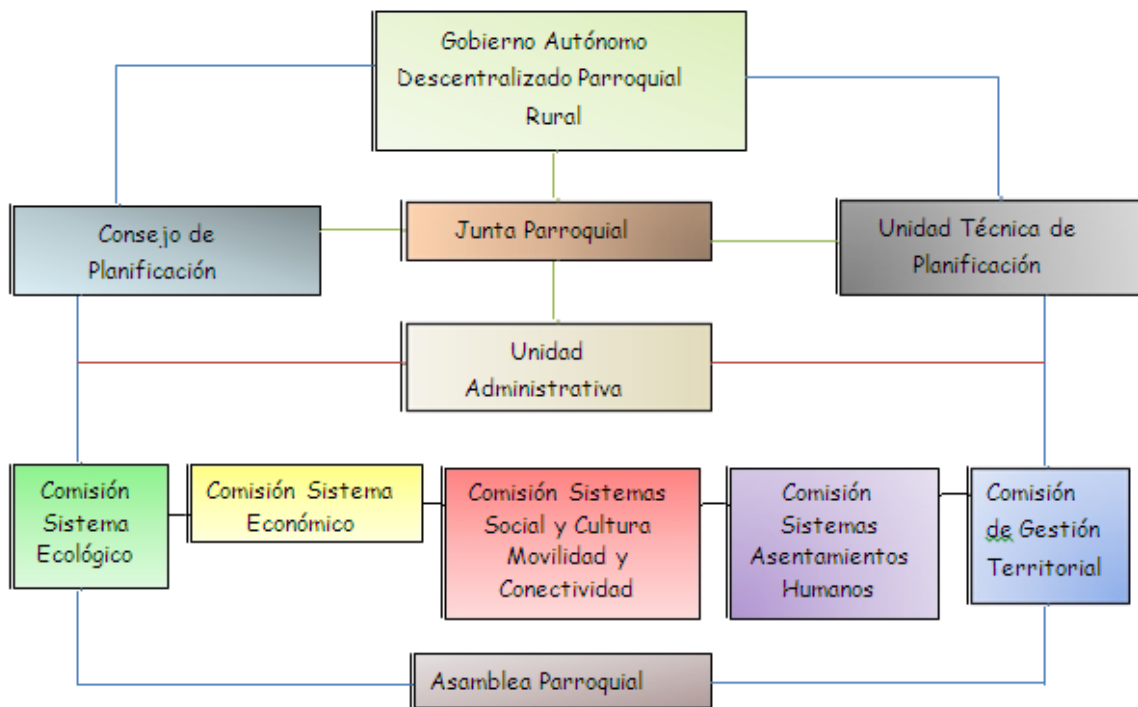 Gobierno Autónomo
Descentralizado Parroquial
Rural
Consejo de
Planificación
Junta Parroquial
Unidad Técnica de
Planificación
Unidad
Administrativa
Comisión
Sistema
Ecológico
Comisión Sistema
Económico
Comisión Sistemas
Social y Cultura
Movilidad y
Conectividad
Comisión
Sistemas
Asentamientos
Humanos
Comisión
de Gestión
Territorial
Asamblea Parroquial